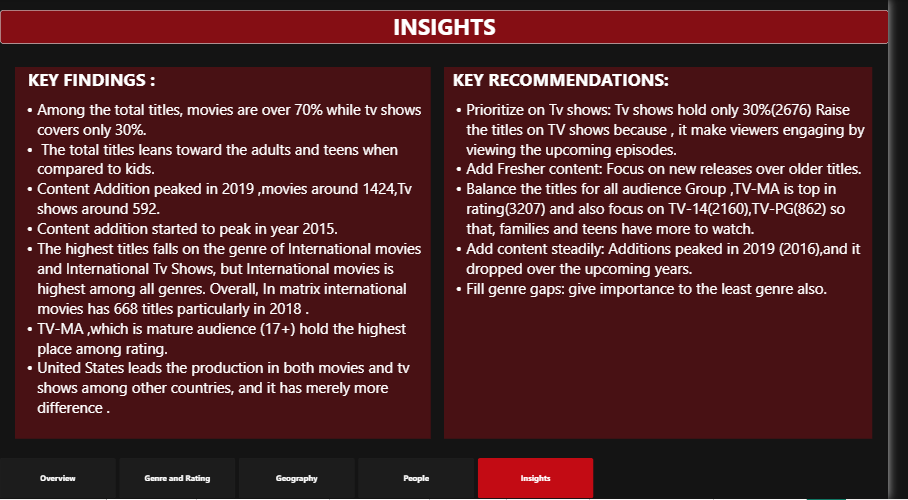 INSIGHTS
KEY FINDINGS :
• Among the total titles, movies are over 70% while tv shows
covers only 30%.
• The total titles leans toward the adults and teens when
compared to kids.
• Content Addition peaked in 2019 ,movies around 1424,Tv
shows around 592.
• Content addition started to peak in year 2015.
• The highest titles falls on the genre of International movies
and International Tv Shows, but International movies is
highest among all genres. Overall, In matrix international
movies has 668 titles particularly in 2018 .
• TV-MA ,which is mature audience (17+) hold the highest
place among rating.
• United States leads the production in both movies and tv
shows among other countries, and it has merely more
difference .
KEY RECOMMENDATIONS:
• Prioritize on Tv shows: Tv shows hold only 30%(2676) Raise
the titles on TV shows because , it make viewers engaging by
viewing the upcoming episodes.
• Add Fresher content: Focus on new releases over older titles.
• Balance the titles for all audience Group ,TV-MA is top in
rating(3207) and also focus on TV-14(2160),TV-PG(862) so
that, families and teens have more to watch.
• Add content steadily: Additions peaked in 2019 (2016),and it
dropped over the upcoming years.
• Fill genre gaps: give importance to the least genre also.
Overview
Genre and Rating
Geography
People
Insights